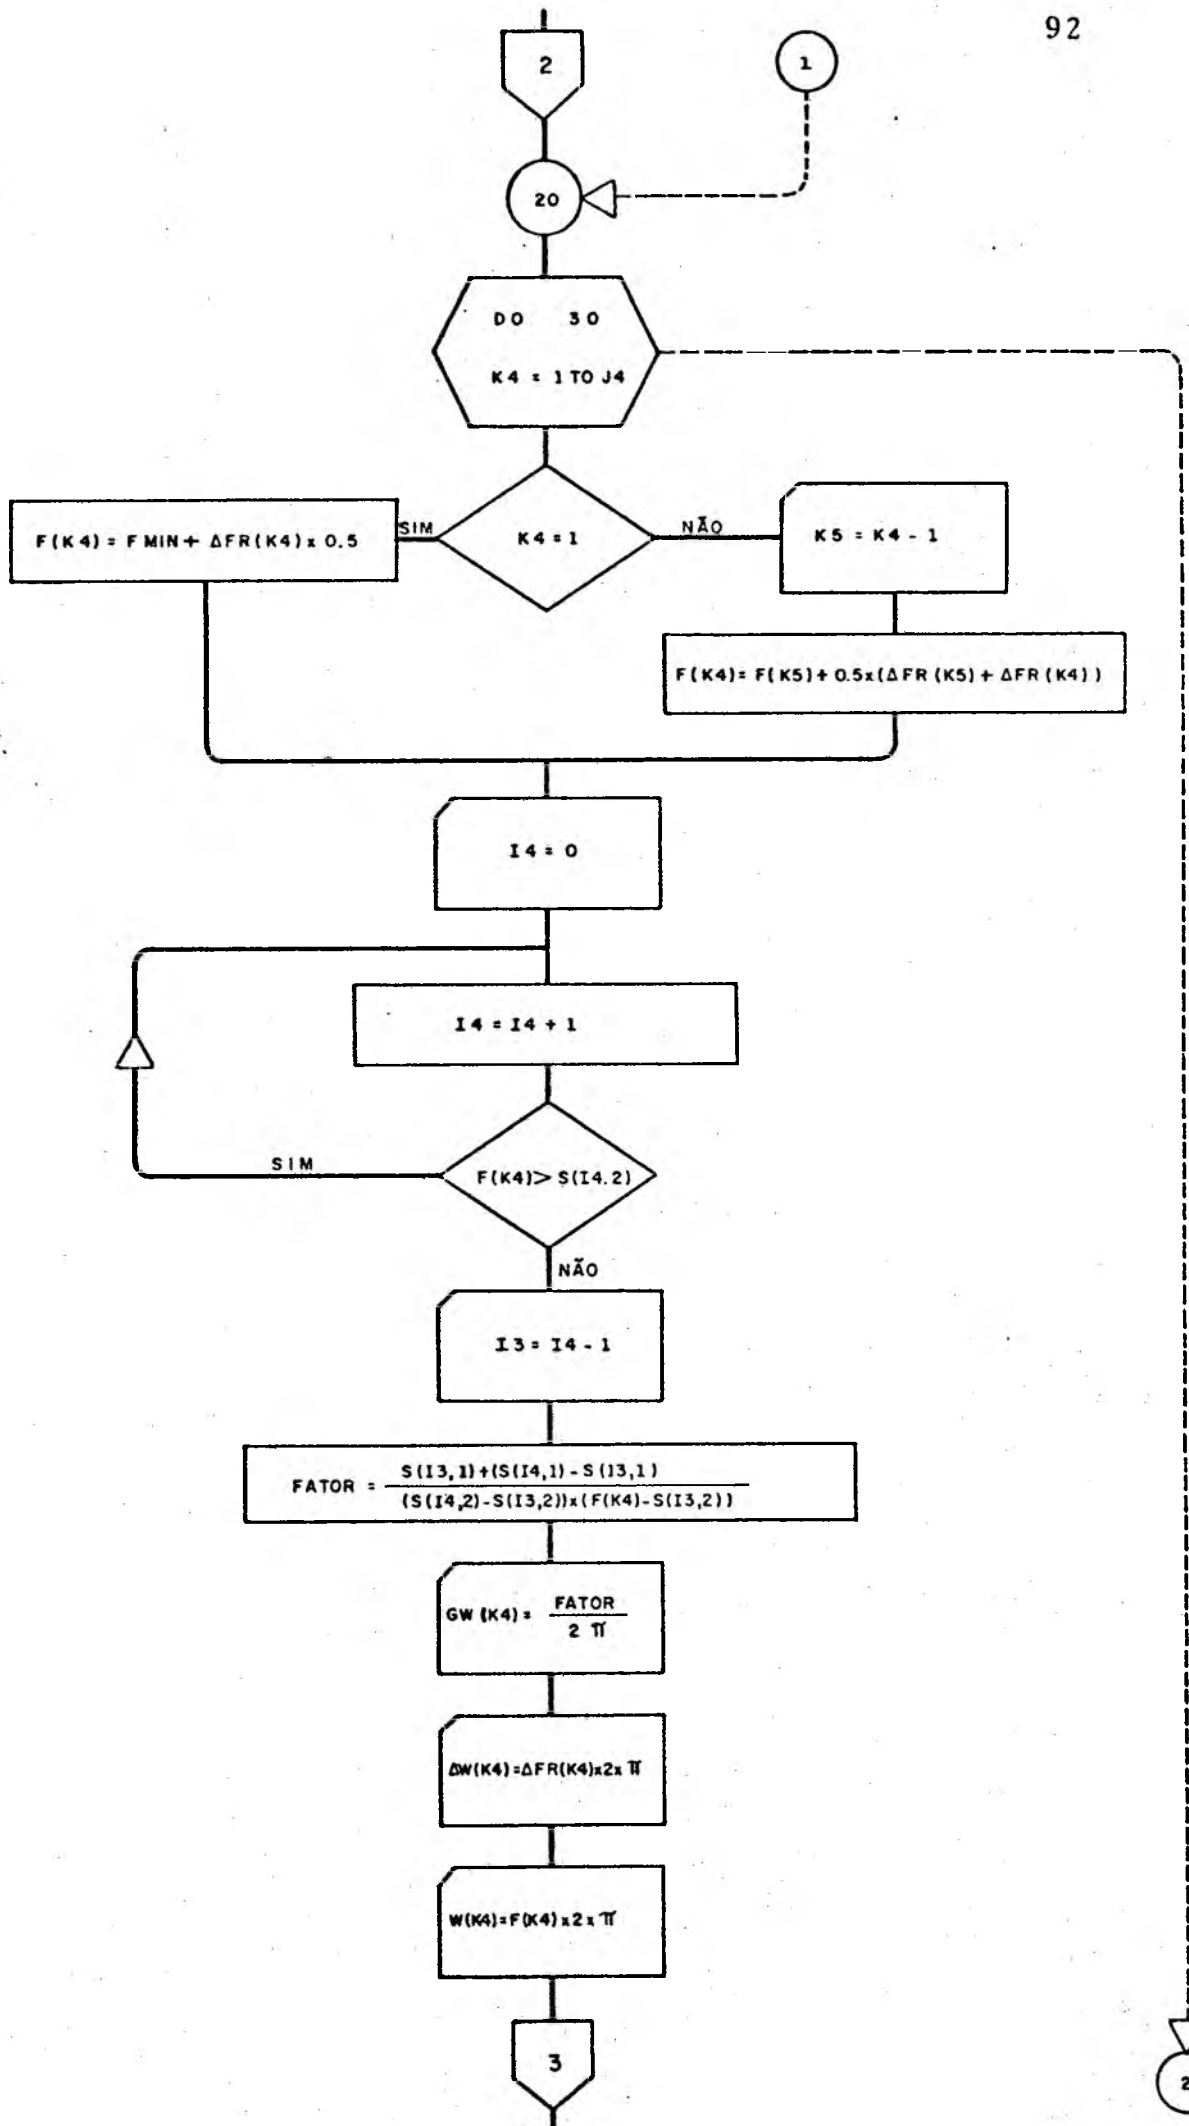 92
2
1
20
DO 30
K4 = 1 TO J4
F(K4) = F MIN + ΔFR(K4) x 0.5
SIM
K4 = 1
NÃO
K5 = K4 - 1
F(K4) = F(K5) + 0.5x(ΔFR(K5) + ΔFR(K4))
I4 = 0
I4 = I4 + 1
SIM
F(K4) > S(I4.2)
NÃO
I3 = I4 - 1
FATOR = S(I3,1)+(S(I4,1) - S(I3,1)
(S(I4,2)-S(I3,2))x(F(K4)-S(I3,2))
GW(K4) = FATOR
2 π
ΔW(K4)=ΔFR(K4)x2x π
W(K4)=F(K4)x2x π
3
2